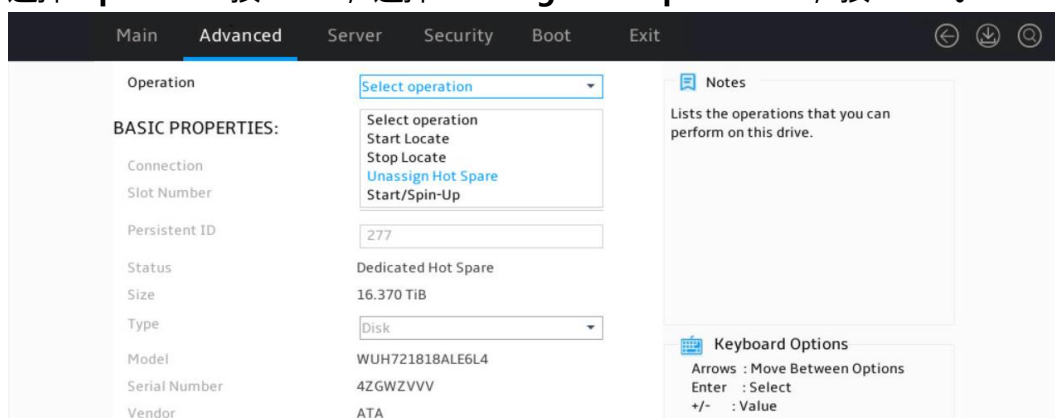 Main Advanced Server Security Boot Exit
Operation
Select operation
Select operation
Start Locate
Stop Locate
Unassign Hot Spare
Start/Spin-Up
BASIC PROPERTIES:
Connection
Slot Number
Persistent ID
277
Status
Dedicated Hot Spare
Size
16.370 TiB
Type
Disk
Model
WUH721818ALE6L4
Serial Number
4ZGWZVVV
Vendor
ATA
Notes
Lists the operations that you can
perform on this drive.
Keyboard Options
Arrows : Move Between Options
Enter : Select
+/- : Value